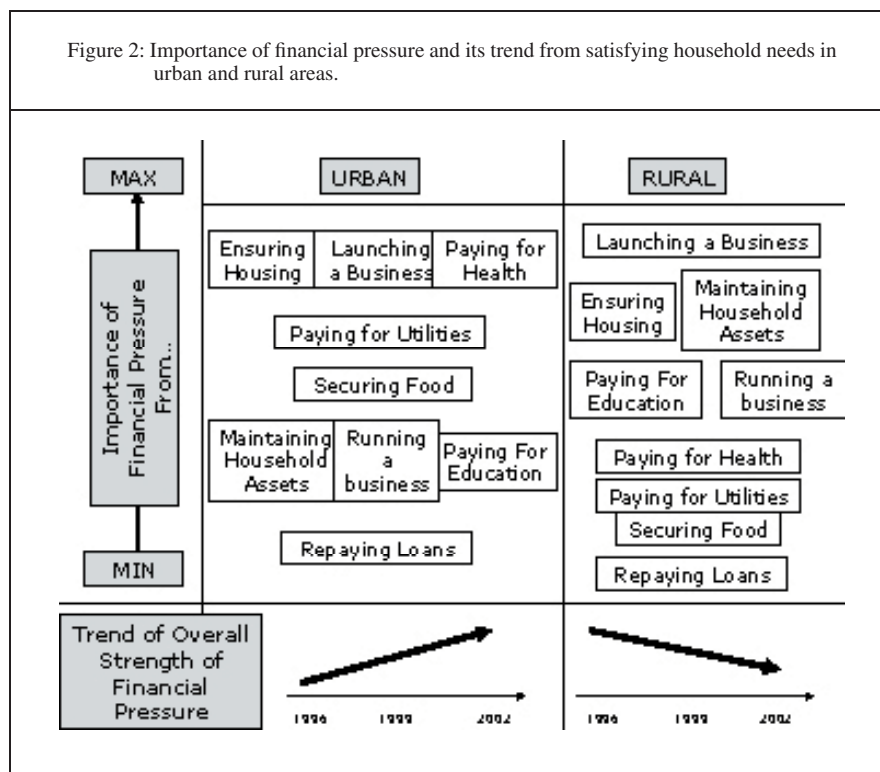 Figure 2: Importance of financial pressure and its trend from satisfying household needs in
urban and rural areas.
MAX
URBAN
RURAL
Importance of
Financial Pressure
From...
MIN
Ensuring
Housing
Launching
a Business
Paying for
Health
Paying for Utilities
Securing Food
Maintaining
Household
Assets
Running
a
business
Paying For
Education
Repaying Loans
Launching a Business
Ensuring
Housing
Maintaining
Household
Assets
Paying For
Education
Running a
business
Paying for Health
Paying for Utilities
Securing Food
Repaying Loans
Trend of Overall
Strength of
Financial
Pressure
1996 1999 2002
1996 1999 2002